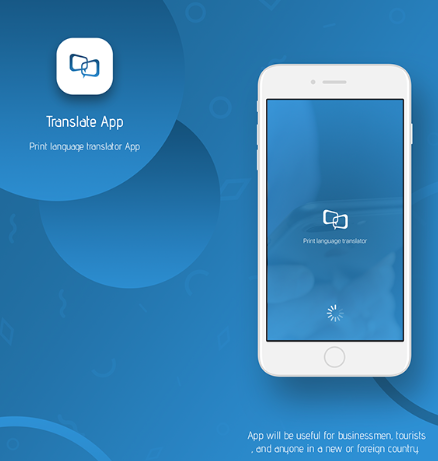 Translate App
Print language translator App
Print language translator
App will be useful for businessmen, tourists
, and anyone in a new or foreign country.